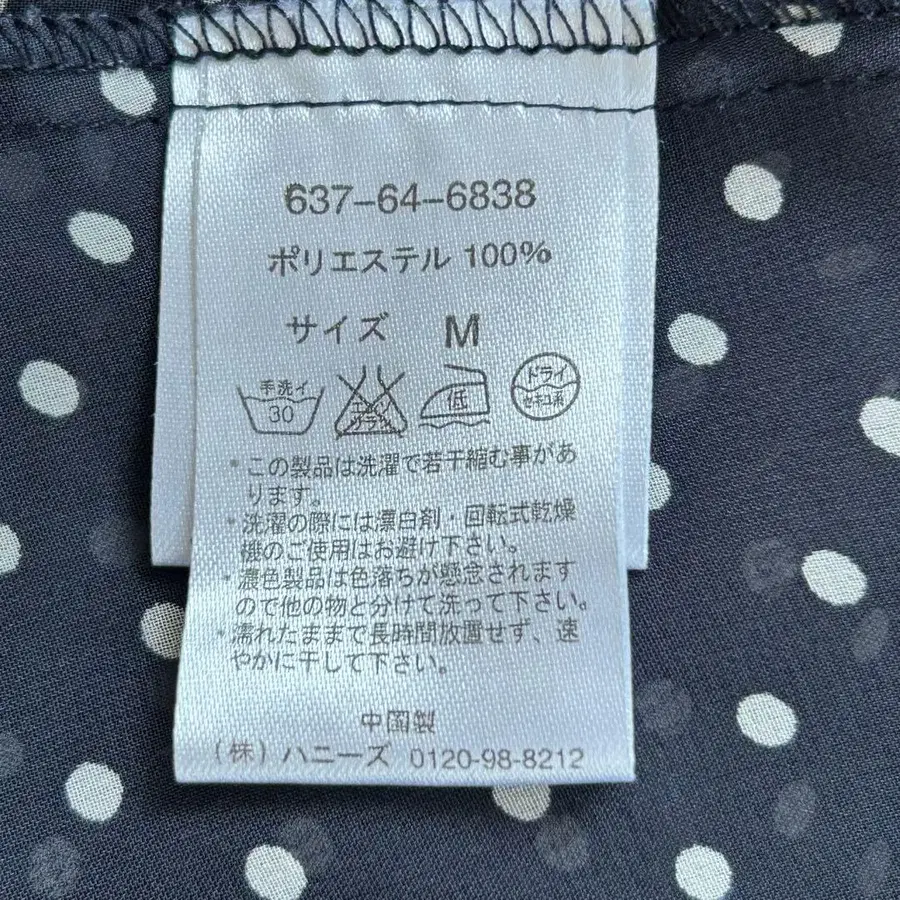 637-64-6838
ポリエステル 100%
サイズ M
手洗イ
30
エンソ
サラシ
低
ドライ
セキユ系
・この製品は洗濯で若干縮む事があ
ります。
・洗濯の際には漂白剤・回転式乾燥
機のご使用はお避け下さい。
・濃色製品は色落ちが懸念されます
ので他の物と分けて洗って下さい。
・濡れたままで長時間放置せず、速
やかに干して下さい。
中国製
(株) ハニーズ 0120-98-8212